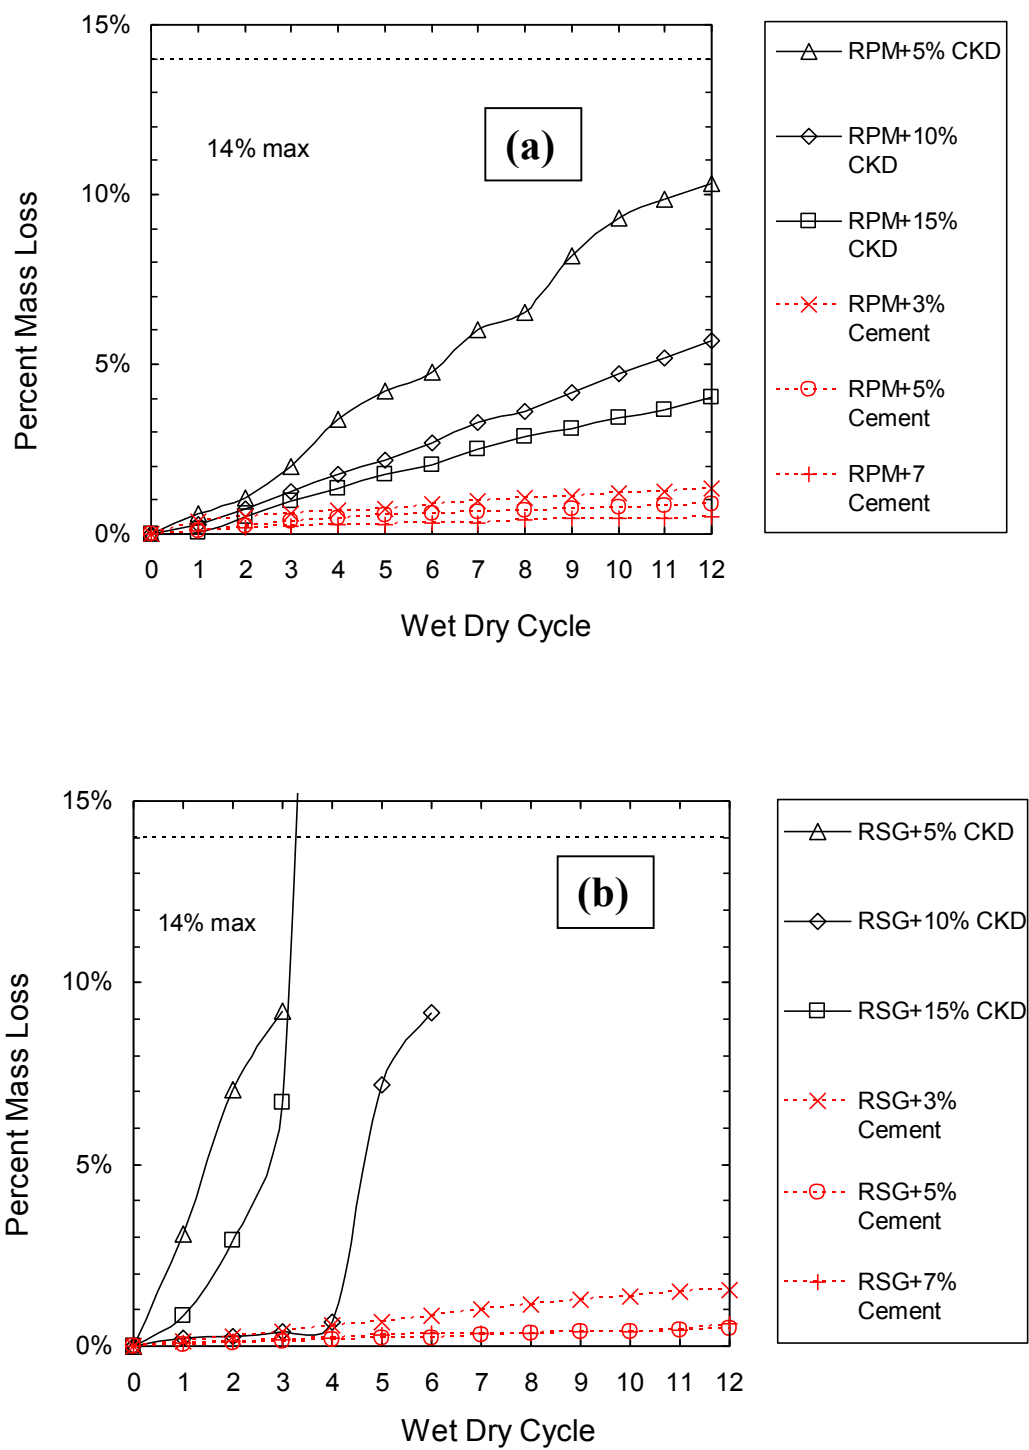 15%
10%
5%
0%
Percent Mass Loss
14% max
(a)
0 1 2 3 4 5 6 7 8 9 10 11 12
Wet Dry Cycle
RPM+5% CKD
RPM+10%
CKD
RPM+15%
CKD
RPM+3%
Cement
RPM+5%
Cement
RPM+7
Cement
15%
10%
5%
0%
Percent Mass Loss
14% max
(b)
0 1 2 3 4 5 6 7 8 9 10 11 12
Wet Dry Cycle
RSG+5% CKD
RSG+10% CKD
RSG+15% CKD
RSG+3%
Cement
RSG+5%
Cement
RSG+7%
Cement